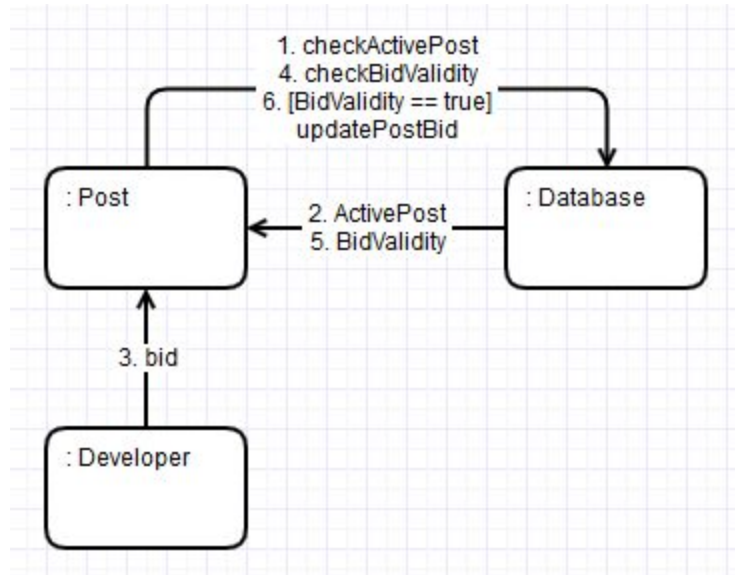 1. checkActivePost
4. checkBidValidity
6. [BidValidity == true]
updatePostBid
: Post
: Database
2. ActivePost
5. BidValidity
3. bid
: Developer